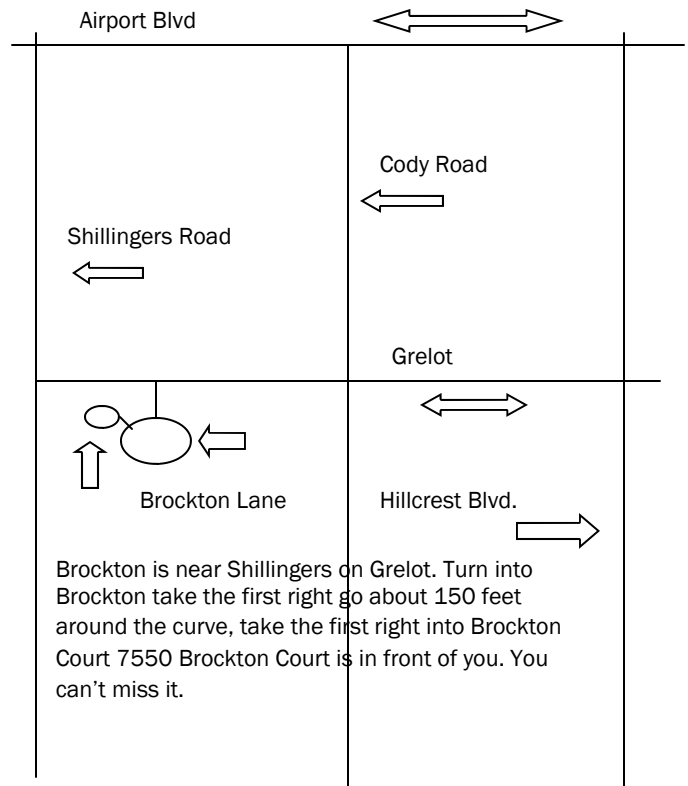 Airport Blvd
Cody Road
Shillingers Road
Grelot
Brockton Lane
Hillcrest Blvd.
Brockton is near Shillingers on Grelot. Turn into
Brockton take the first right go about 150 feet
around the curve, take the first right into Brockton
Court 7550 Brockton Court is in front of you. You
can’t miss it.